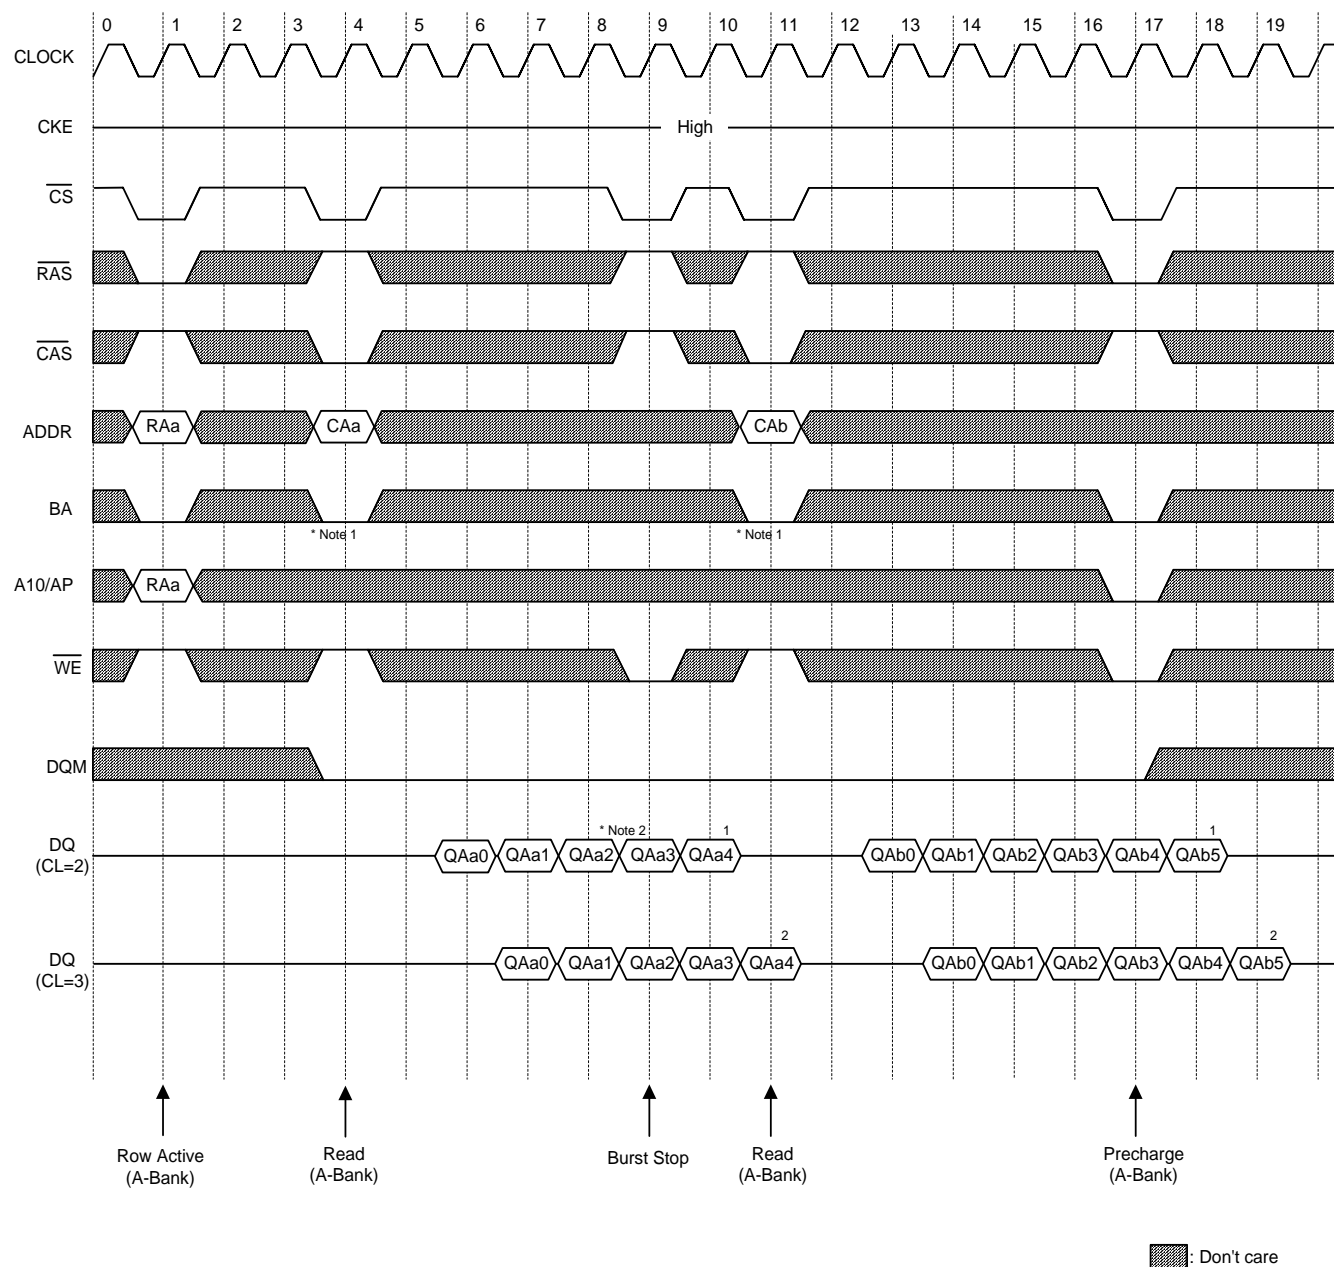 0 1 2 3 4 5 6 7 8 9 10 11 12 13 14 15 16 17 18 19
CLOCK
CKE High
CS
RAS
CAS
ADDR RAa CAa CAb
BA
* Note 1 * Note 1
A10/AP RAa
WE
DQM
* Note 2 1 1
DQ
(CL=2)
QAa0 QAa1 QAa2 QAa3 QAa4 QAb0 QAb1 QAb2 QAb3 QAb4 QAb5
2 2
DQ
(CL=3)
QAa0 QAa1 QAa2 QAa3 QAa4 QAb0 QAb1 QAb2 QAb3 QAb4 QAb5
Row Active
(A-Bank)
Read
(A-Bank)
Burst Stop
Read
(A-Bank)
Precharge
(A-Bank)
: Don't care